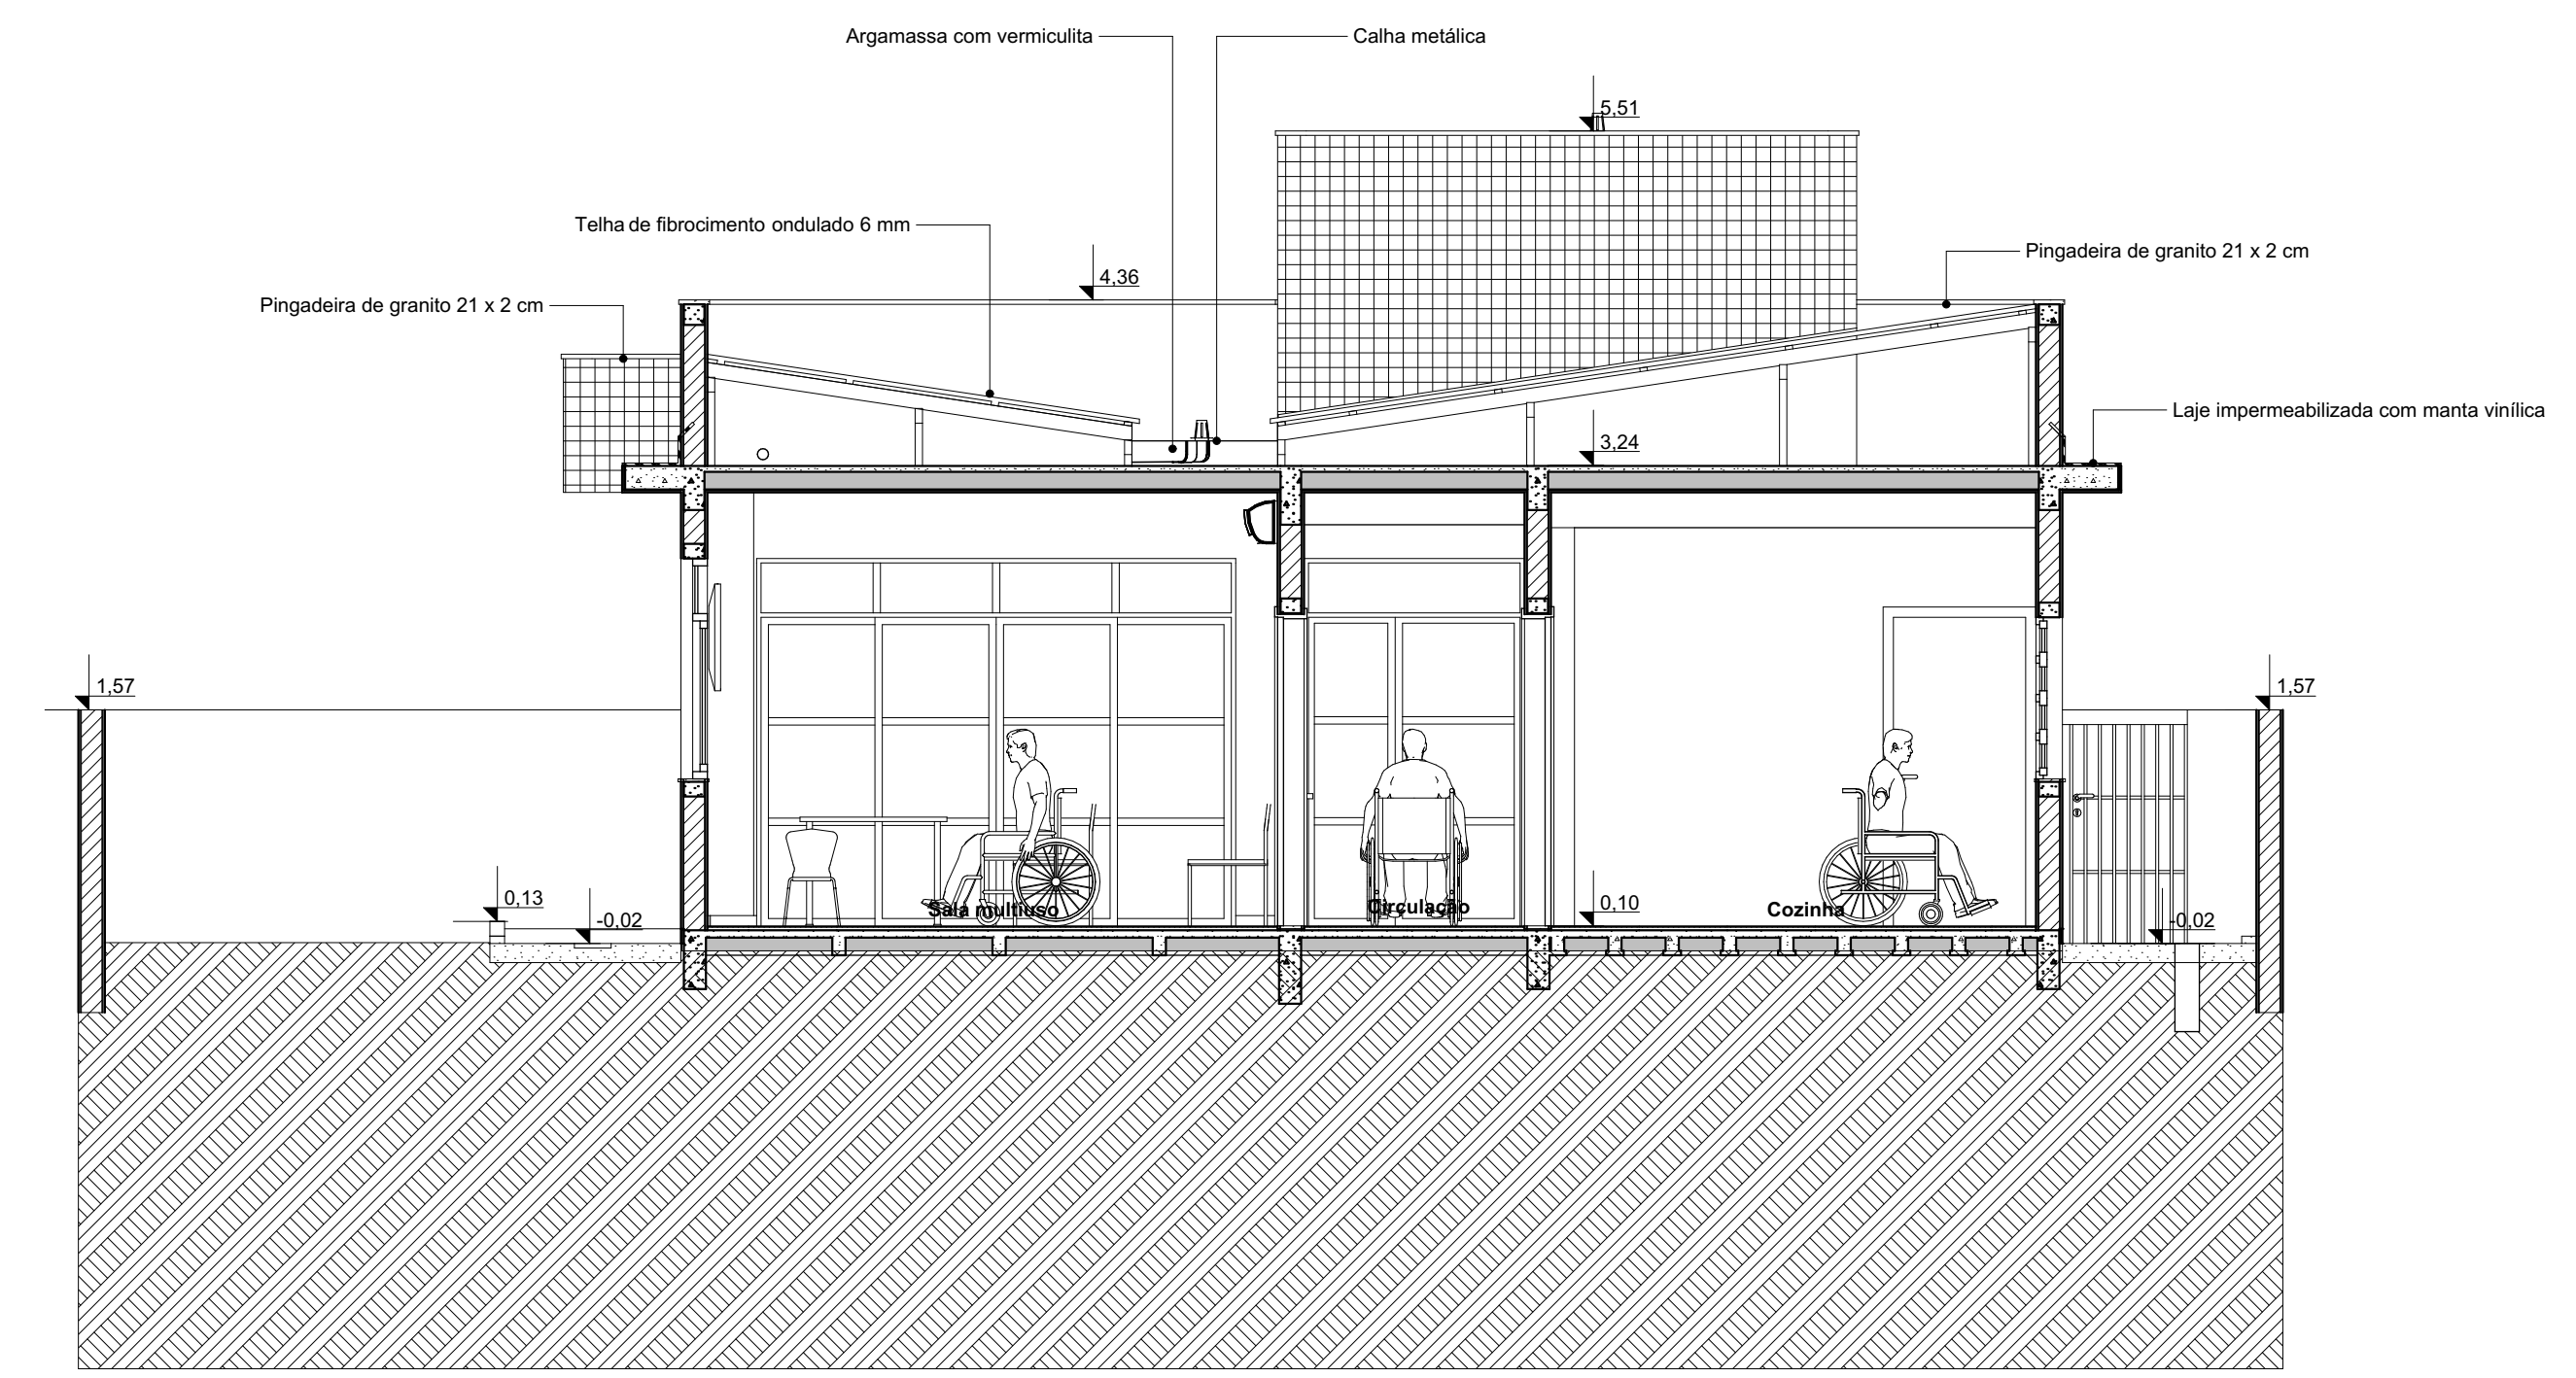 Argamassa com vermiculita
Calha metálica
5,51
Telha de fibrocimento ondulado 6 mm
Pingadeira de granito 21 x 2 cm
4,36
Pingadeira de granito 21 x 2 cm
Laje impermeabilizada com manta vinílica
3,24
1,57
1,57
0,13
-0,02
Sala multiuso
Circulação
0,10
Cozinha
-0,02